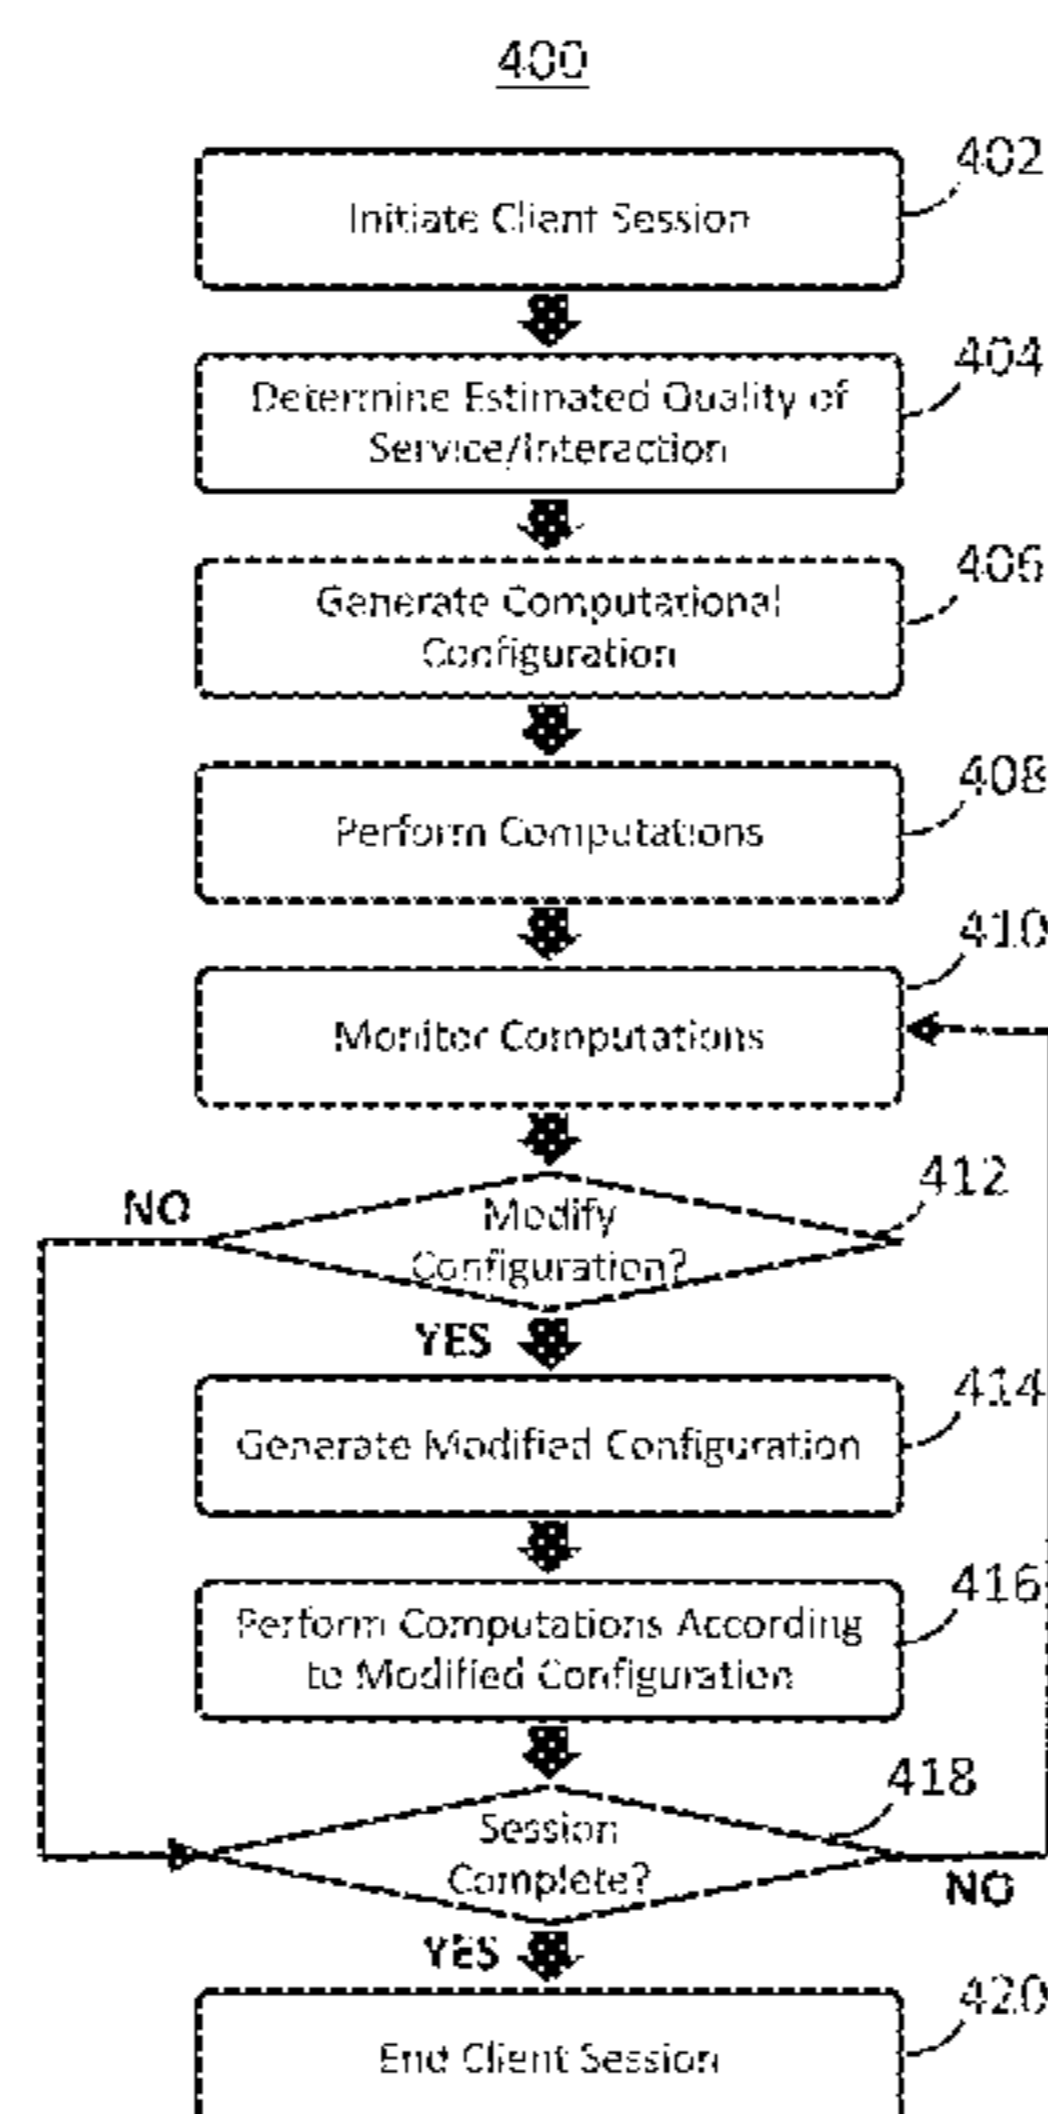 400
402
Initiate Client Session
404
Determine Estimated Quality of
Service/Interaction
406
Generate Computational
Configuration
408
Perform Computations
410
Monitor Computations
412
NO
Modify
Configuration?
YES
414
Generate Modified Configuration
416
Perform Computations According
to Modified Configuration
418
Session
Complete?
NO
YES
420
End Client Session